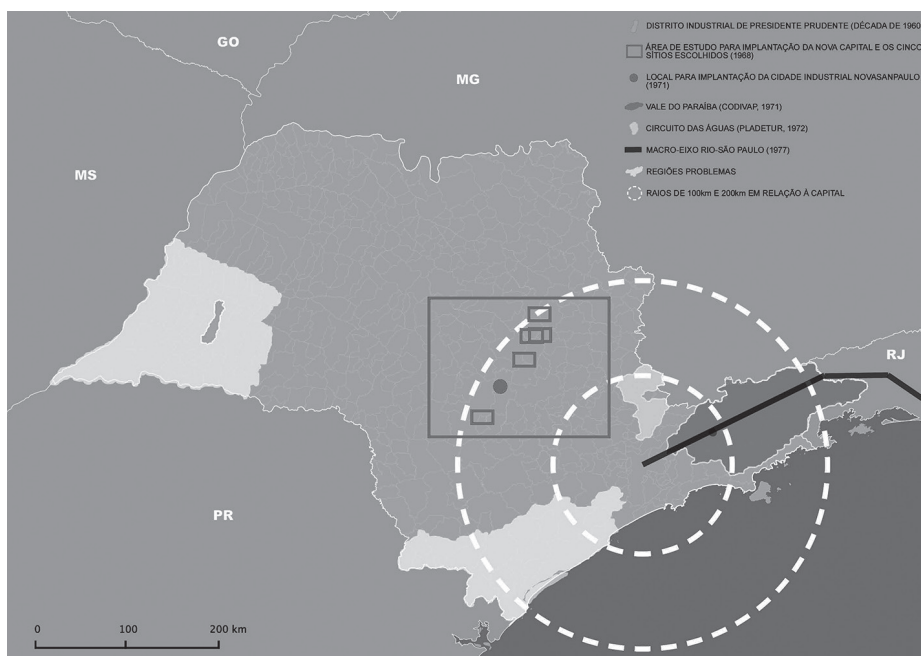 GO
MG
MS
PR
RJ
DISTRITO INDUSTRIAL DE PRESIDENTE PRUDENTE (DÉCADA DE 1960
ÁREA DE ESTUDO PARA IMPLANTAÇÃO DA NOVA CAPITAL E OS CINCO
SÍTIOS ESCOLHIDOS (1968)
LOCAL PARA IMPLANTAÇÃO DA CIDADE INDUSTRIAL NOVASANPAULO
(1971)
VALE DO PARAÍBA (CODIVAP, 1971)
CIRCUITO DAS ÁGUAS (PLADETUR, 1972)
MACRO-EIXO RIO-SÃO PAULO (1977)
REGIÕES PROBLEMAS
RAIOS DE 100km E 200km EM RELAÇÃO À CAPITAL
0 100 200 km